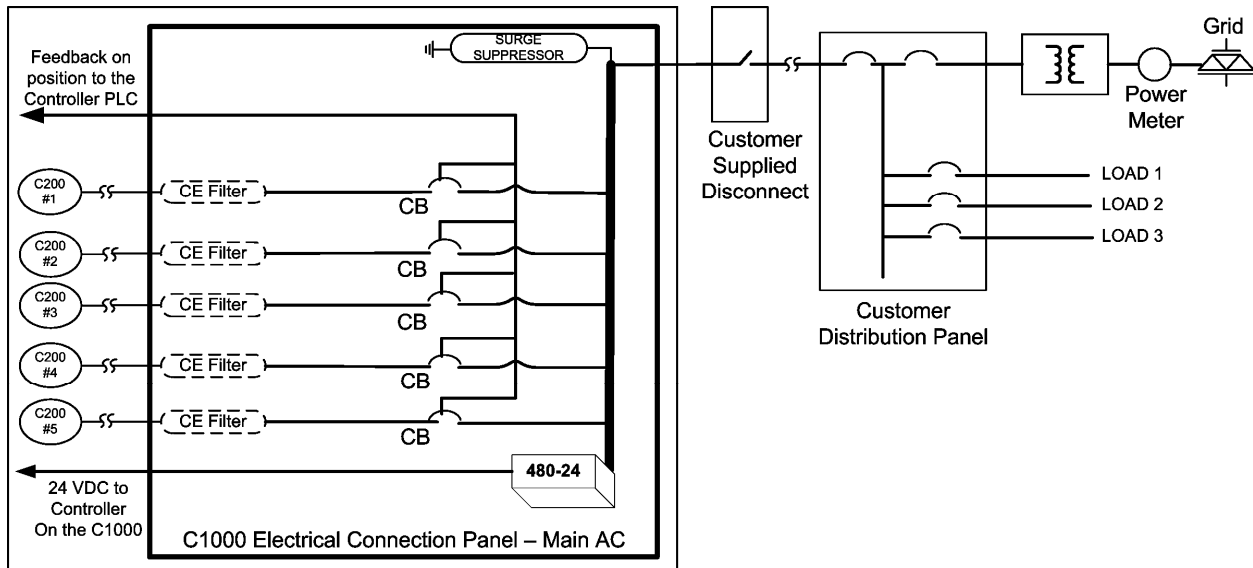 SURGE
SUPPRESSOR
Feedback on
position to the
Controller PLC
C200
#1
CE Filter
CB
C200
#2
CE Filter
CB
C200
#3
CE Filter
CB
C200
#4
CE Filter
CB
C200
#5
CE Filter
CB
480-24
24 VDC to
Controller
On the C1000
C1000 Electrical Connection Panel – Main AC
Customer
Supplied
Disconnect
Customer
Distribution Panel
LOAD 1
LOAD 2
LOAD 3
Power
Meter
Grid